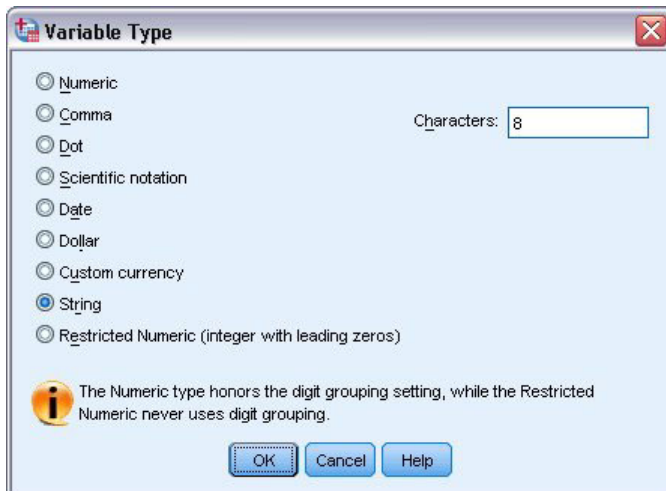 Variable Type
Numeric
Comma
Characters: 8
Dot
Scientific notation
Date
Dollar
Custom currency
String
Restricted Numeric (integer with leading zeros)
The Numeric type honors the digit grouping setting, while the Restricted
Numeric never uses digit grouping.
OK Cancel Help